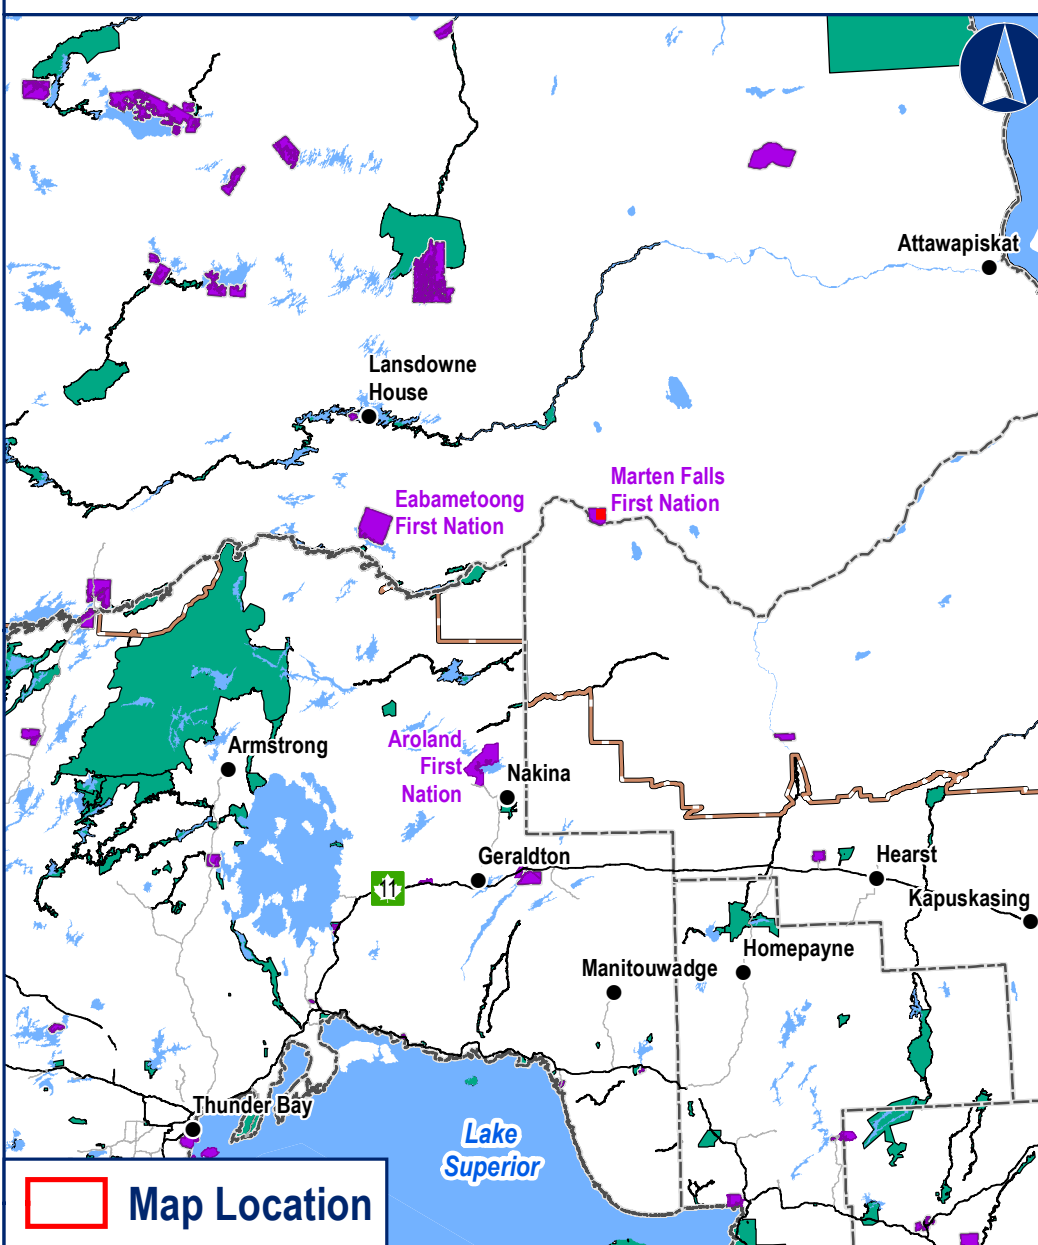 Attawapiskat
Lansdowne
House
Marten Falls
First Nation
Eabametoong
First Nation
Armstrong
Aroland
First
Nation
Nakina
Geraldton
Hearst
11
Kapuskasing
Homepayne
Manitouwadge
Thunder Bay
Lake
Superior
Map Location